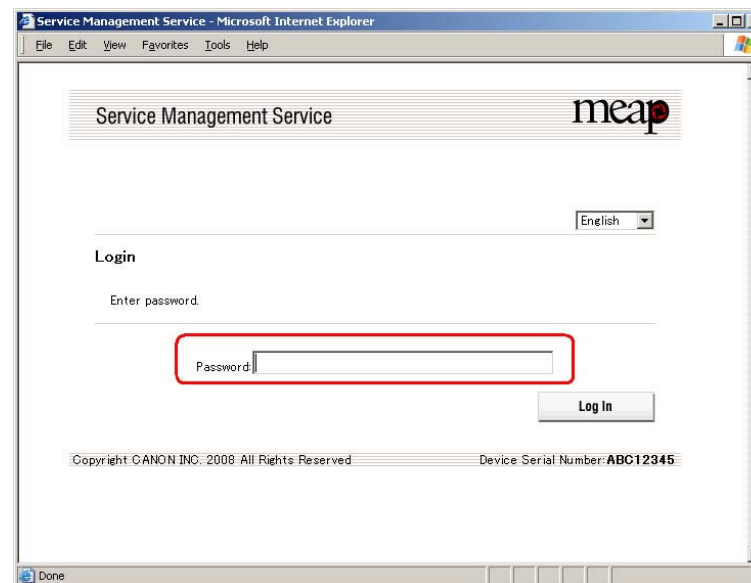 Service Management Service - Microsoft Internet Explorer
File Edit View Favorites Tools Help
Service Management Service
meap
English
Login
Enter password.
Password:
Log In
Copyright CANON INC. 2008 All Rights Reserved
Device Serial Number:ABC12345
Done